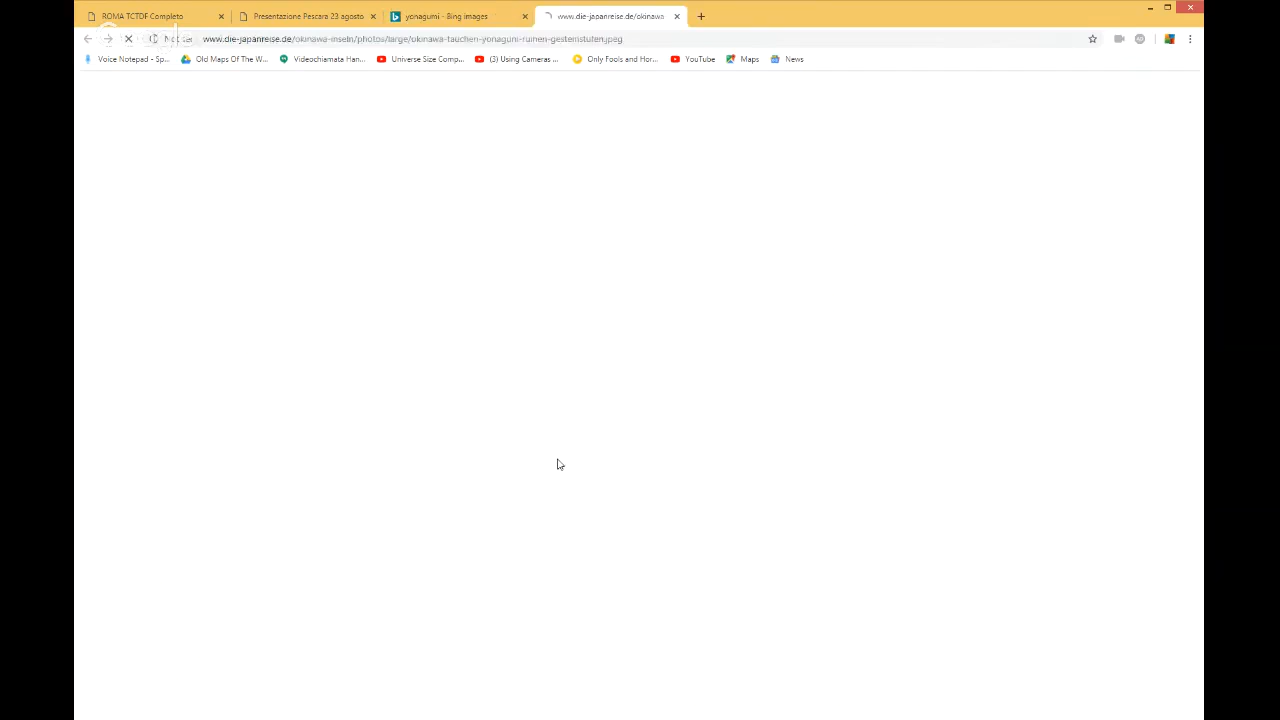 ROMA TCTDF Completo
Presentazione Pescara 23 agosto
yonagumi - Bing images
www.die-japanreise.de/okinawa
www.die-japanreise.de/okinawa-inseln/photos/large/okinawa-tauchen-yonaguni-ruinen-gesteinstufen.jpeg
Voice Notepad - Sp... Old Maps Of The W... Videochiamata Han... Universe Size Comp... (3) Using Cameras ... Only Fools and Hor... YouTube Maps News